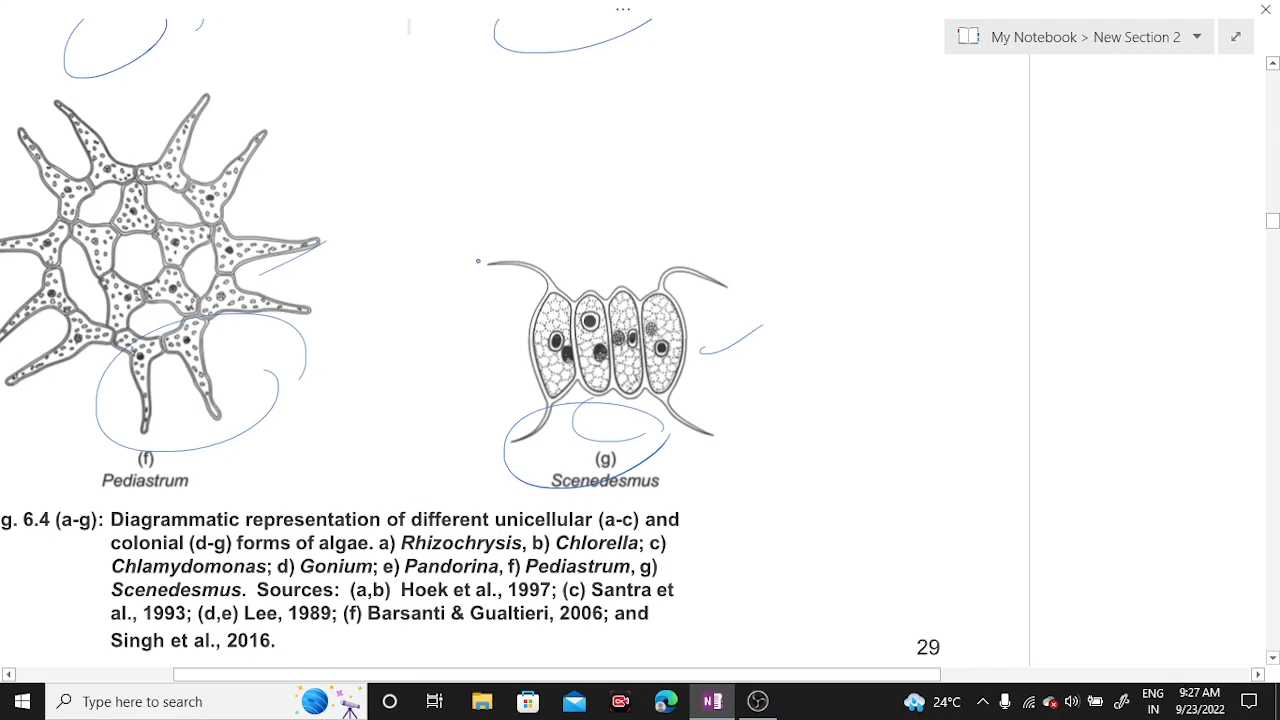 ...
My Notebook > New Section 2
(f)
Pediastrum
(g)
Scenedesmus
g. 6.4 (a-g): Diagrammatic representation of different unicellular (a-c) and
colonial (d-g) forms of algae. a) Rhizochrysis, b) Chlorella; c)
Chlamydomonas; d) Gonium; e) Pandorina, f) Pediastrum, g)
Scenedesmus. Sources: (a,b) Hoek et al., 1997; (c) Santra et
al., 1993; (d,e) Lee, 1989; (f) Barsanti & Gualtieri, 2006; and
Singh et al., 2016.
29
Type here to search
24°C
ENG
IN
9:27 AM
9/23/2022